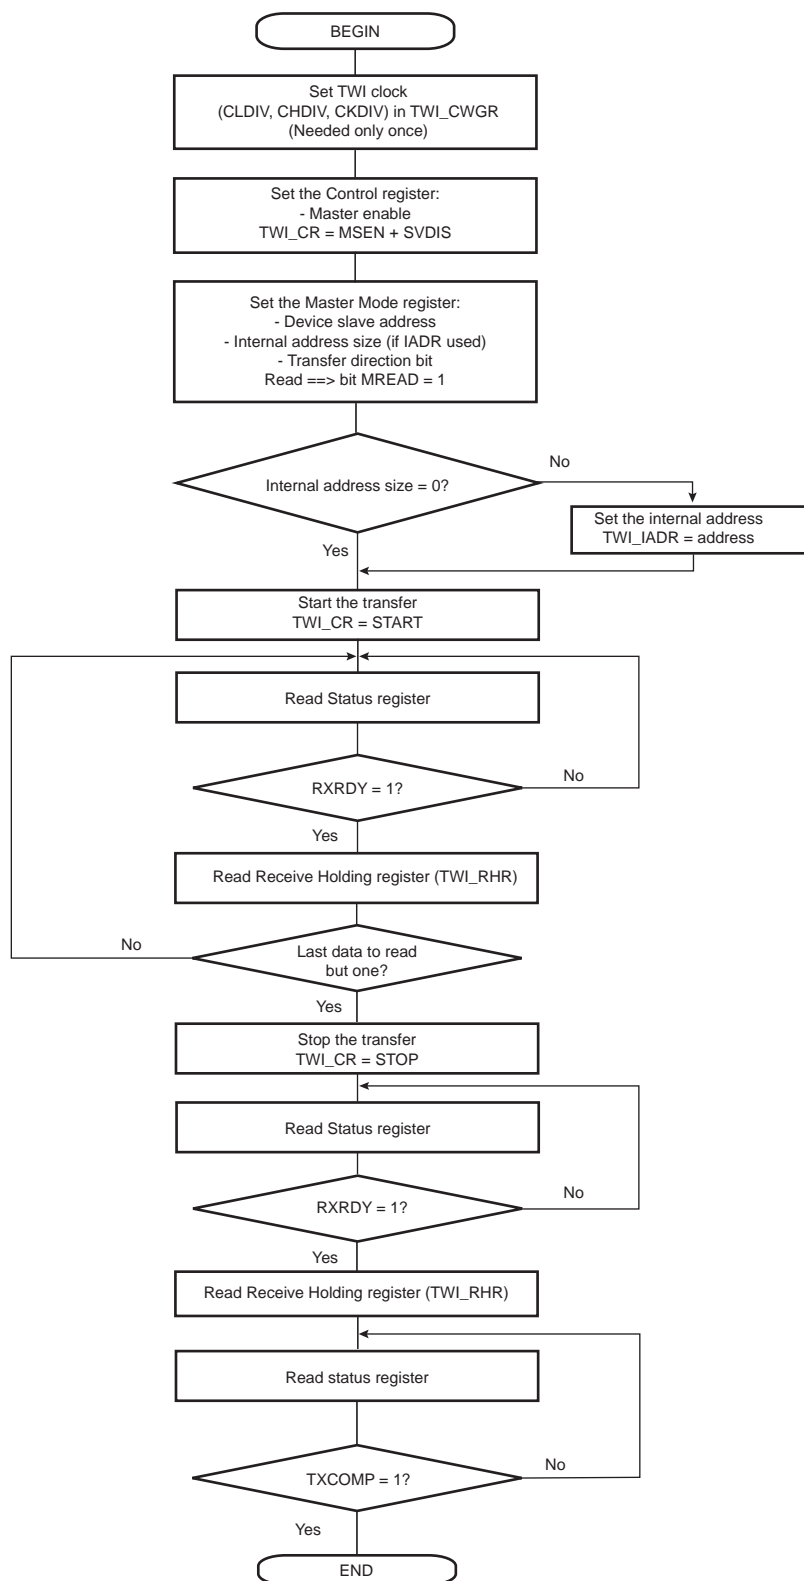 BEGIN
Set TWI clock
(CLDIV, CHDIV, CKDIV) in TWI_CWGR
(Needed only once)
Set the Control register:
- Master enable
TWI_CR = MSEN + SVDIS
Set the Master Mode register:
- Device slave address
- Internal address size (if IADR used)
- Transfer direction bit
Read ==> bit MREAD = 1
No
Internal address size = 0?
Set the internal address
TWI_IADR = address
Yes
Start the transfer
TWI_CR = START
Read Status register
RXRDY = 1?
No
Yes
Read Receive Holding register (TWI_RHR)
No
Last data to read
but one?
Yes
Stop the transfer
TWI_CR = STOP
Read Status register
RXRDY = 1?
No
Yes
Read Receive Holding register (TWI_RHR)
Read status register
No
TXCOMP = 1?
Yes
END